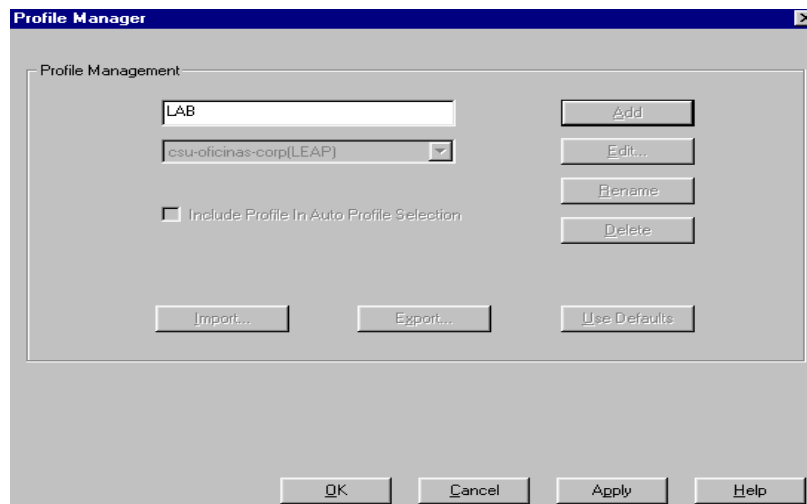 Profile Manager
Profile Management
LAB
Add
csu-oficinas-corp(LEAP)
Edit...
Rename
Include Profile In Auto Profile Selection
Delete
Import...
Export...
Use Defaults
OK
Cancel
Apply
Help